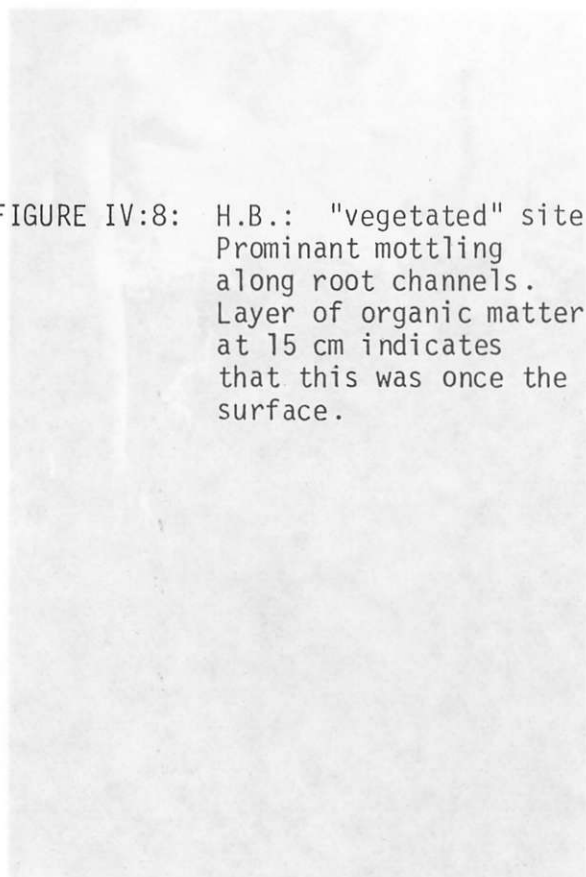 FIGURE IV:8: H.B.: "vegetated" site
Prominant mottling
along root channels.
Layer of organic matter
at 15 cm indicates
that this was once the
surface.